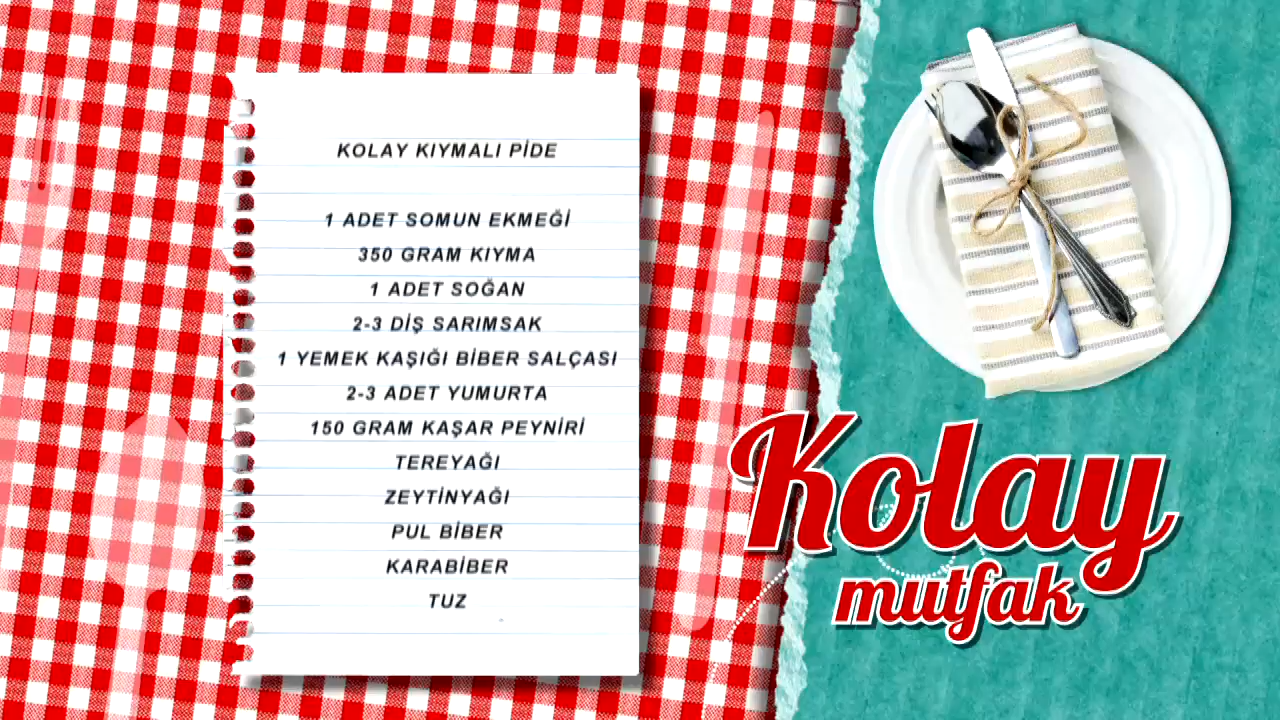 KOLAY KIYMALI PİDE
1 ADET SOMUN EKMEĞİ
350 GRAM KIYMA
1 ADET SOĞAN
2-3 DİŞ SARIMSAK
1 YEMEK KAŞIĞI BİBER SALÇASI
2-3 ADET YUMURTA
150 GRAM KAŞAR PEYNİRİ
TEREYAĞI
ZEYTİNYAĞI
PUL BİBER
KARABİBER
TUZ
Kolay
mutfak